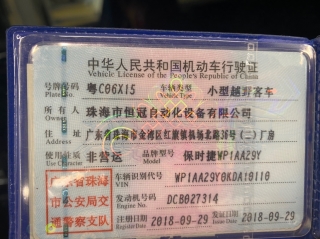 中华人民共和国机动车行驶证
Vehicle License of the People's Republic of China
号牌号码 粤C06X15 车辆类型 小型越野客车
Plate No. Vehicle Type
所有人 珠海市恒冠自动化设备有限公司
Owner
住址 广东省珠海市金湾区红旗镇机场北路36号(二)厂房
Address
使用性质 非营运 品牌型号 保时捷WP1AA29Y
Use Character Model
广东省珠海
市公安局交
通警察支队
车辆识别代号 WP1AA29Y0KDA10110
VIN
发动机号码 DCB027314
Engine No.
注册日期 2018-09-29 发证日期 2018-09-29
Register Date Issue Date